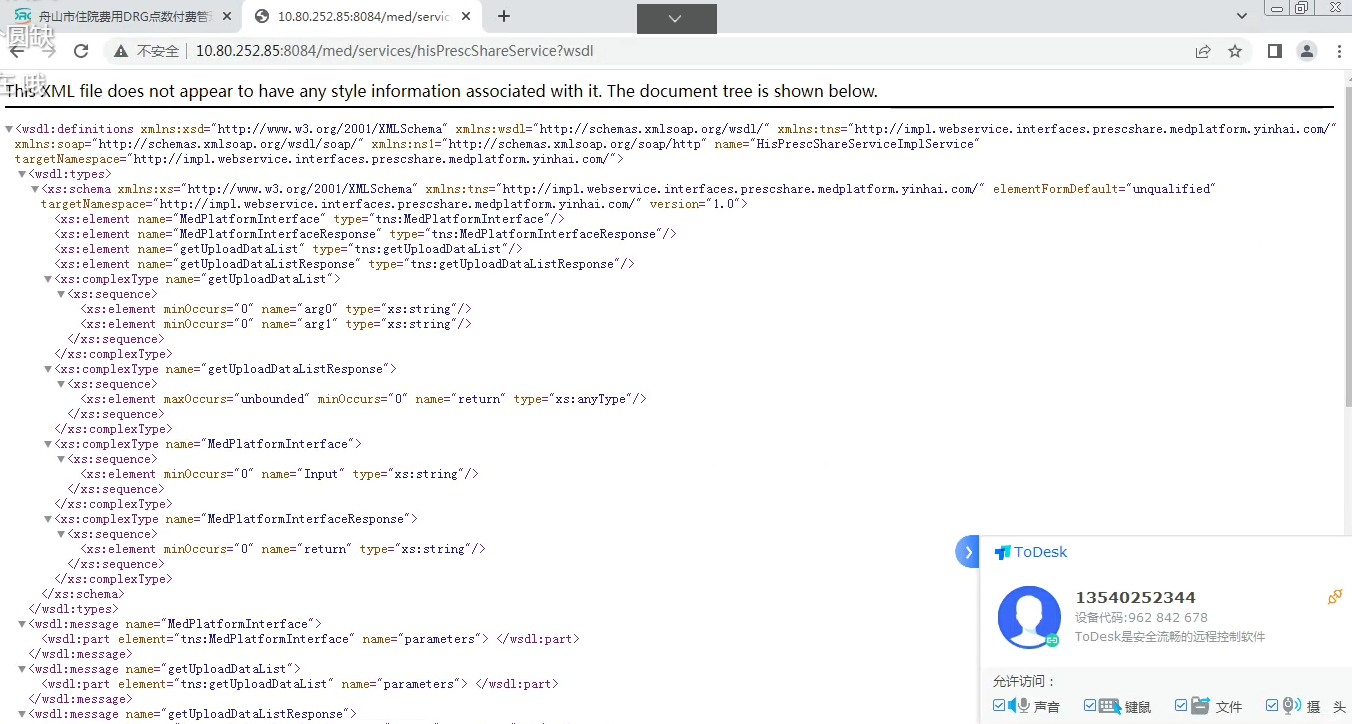 舟山市住院费用DRG点数付费管
10.80.252.85:8084/med/servic
圆缺
在 哦
不安全
10.80.252.85:8084/med/services/hisPrescShareService?wsdl
This XML file does not appear to have any style information associated with it. The document tree is shown below.
<wsdl:definitions xmlns:xsd="http://www.w3.org/2001/XMLSchema" xmlns:wsdl="http://schemas.xmlsoap.org/wsdl/" xmlns:tns="http://impl.webservice.interfaces.prescshare.medplatform.yinhai.com/"
xmlns:soap="http://schemas.xmlsoap.org/wsdl/soap/" xmlns:ns1="http://schemas.xmlsoap.org/soap/http" name="HisPrescShareServiceImplService"
targetNamespace="http://impl.webservice.interfaces.prescshare.medplatform.yinhai.com/">
<wsdl:types>
<xs:schema xmlns:xs="http://www.w3.org/2001/XMLSchema" xmlns:tns="http://impl.webservice.interfaces.prescshare.medplatform.yinhai.com/" elementFormDefault="unqualified"
targetNamespace="http://impl.webservice.interfaces.prescshare.medplatform.yinhai.com/" version="1.0">
<xs:element name="MedPlatformInterface" type="tns:MedPlatformInterface"/>
<xs:element name="MedPlatformInterfaceResponse" type="tns:MedPlatformInterfaceResponse"/>
<xs:element name="getUploadDataList" type="tns:getUploadDataList"/>
<xs:element name="getUploadDataListResponse" type="tns:getUploadDataListResponse"/>
<xs:complexType name="getUploadDataList">
<xs:sequence>
<xs:element minOccurs="0" name="arg0" type="xs:string"/>
<xs:element minOccurs="0" name="arg1" type="xs:string"/>
</xs:sequence>
</xs:complexType>
<xs:complexType name="getUploadDataListResponse">
<xs:sequence>
<xs:element maxOccurs="unbounded" minOccurs="0" name="return" type="xs:anyType"/>
</xs:sequence>
</xs:complexType>
<xs:complexType name="MedPlatformInterface">
<xs:sequence>
<xs:element minOccurs="0" name="Input" type="xs:string"/>
</xs:sequence>
</xs:complexType>
<xs:complexType name="MedPlatformInterfaceResponse">
<xs:sequence>
<xs:element minOccurs="0" name="return" type="xs:string"/>
</xs:sequence>
</xs:complexType>
</xs:schema>
</wsdl:types>
<wsdl:message name="MedPlatformInterface">
<wsdl:part element="tns:MedPlatformInterface" name="parameters"> </wsdl:part>
</wsdl:message>
<wsdl:message name="getUploadDataList">
<wsdl:part element="tns:getUploadDataList" name="parameters"> </wsdl:part>
</wsdl:message>
<wsdl:message name="getUploadDataListResponse">
ToDesk
13540252344
设备代码:962 842 678
ToDesk是安全流畅的远程控制软件
允许访问：
声音
键鼠
文件
摄 头